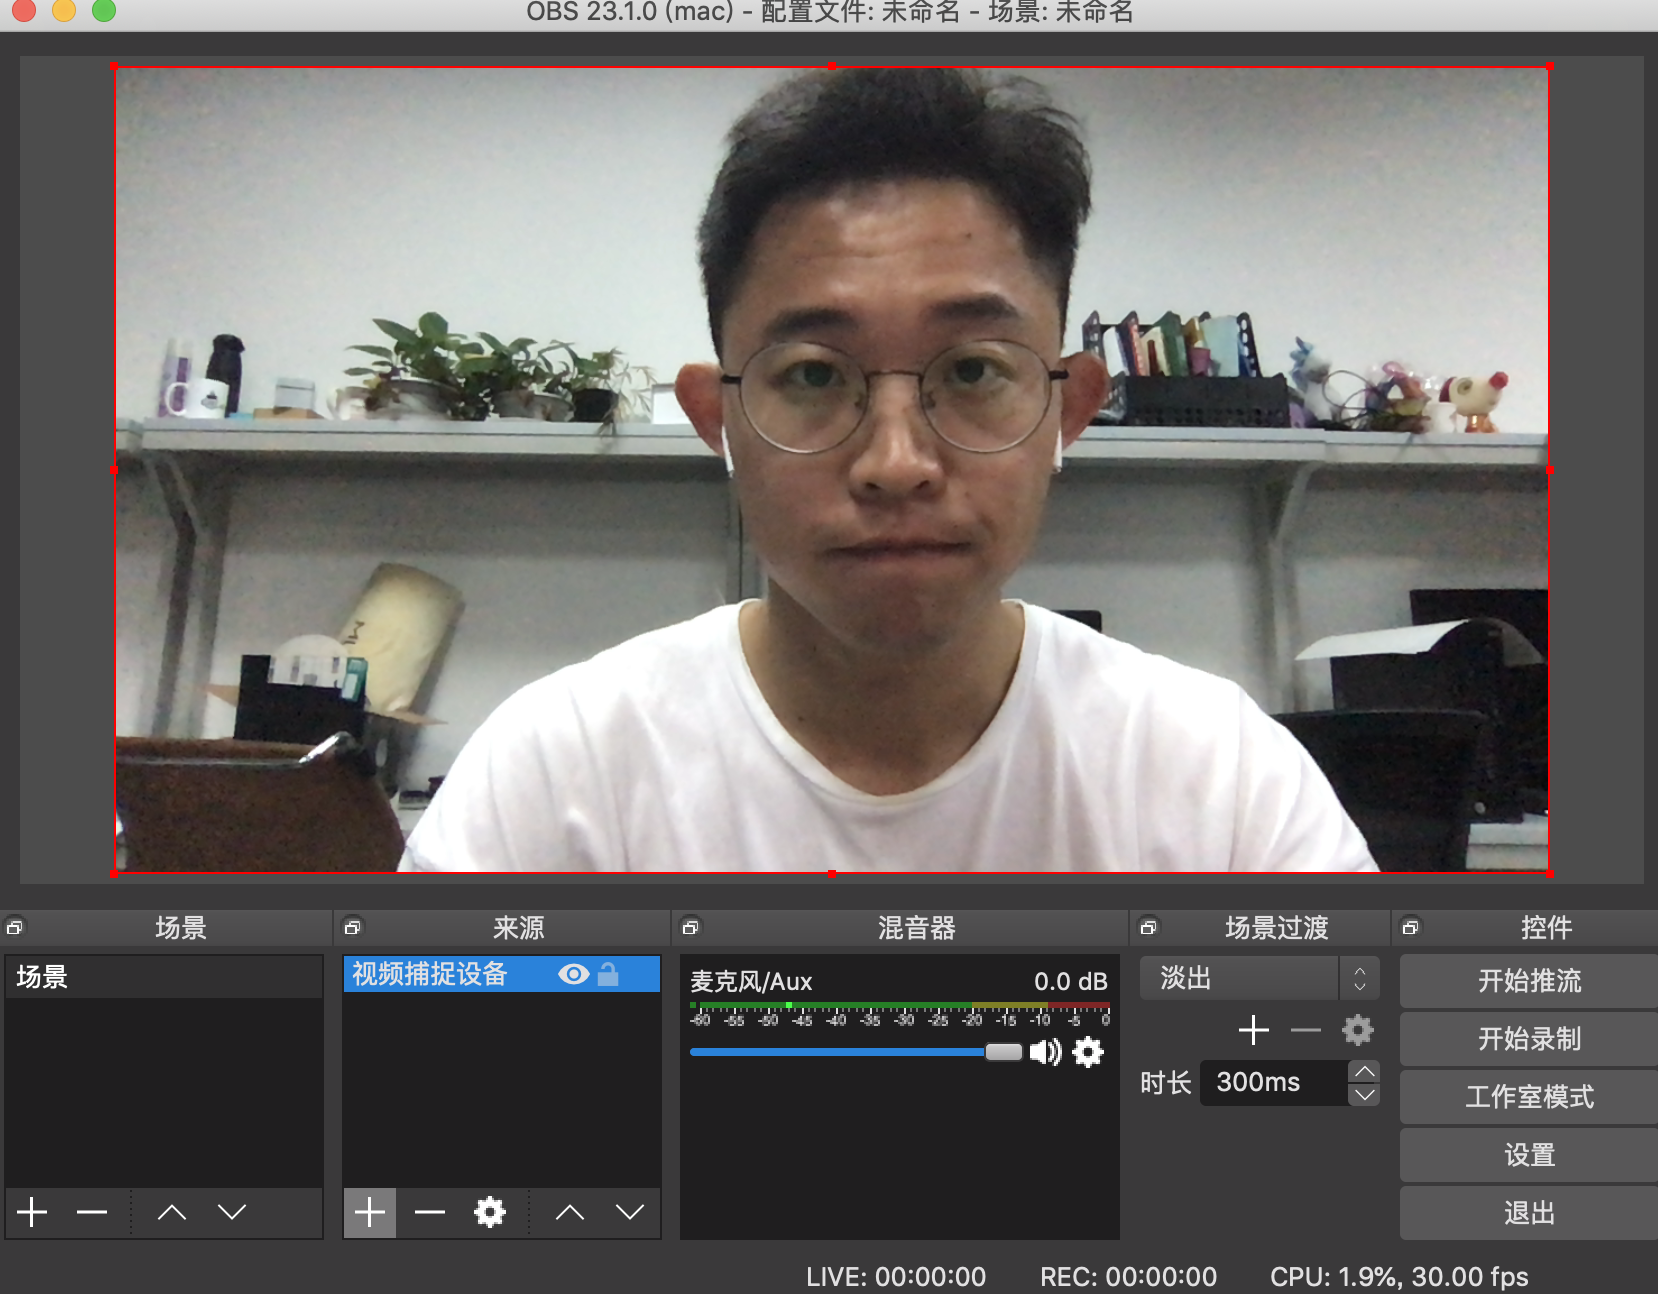 OBS 23.1.0 (mac) - 配置文件: 未命名 - 场景: 未命名
场景
来源
混音器
场景过渡
控件
场景
视频捕捉设备
麦克风/Aux
0.0 dB
-60 -55 -50 -45 -40 -35 -30 -25 -20 -15 -10 -5 0
淡出
时长
300ms
开始推流
开始录制
工作室模式
设置
退出
LIVE: 00:00:00
REC: 00:00:00
CPU: 1.9%, 30.00 fps